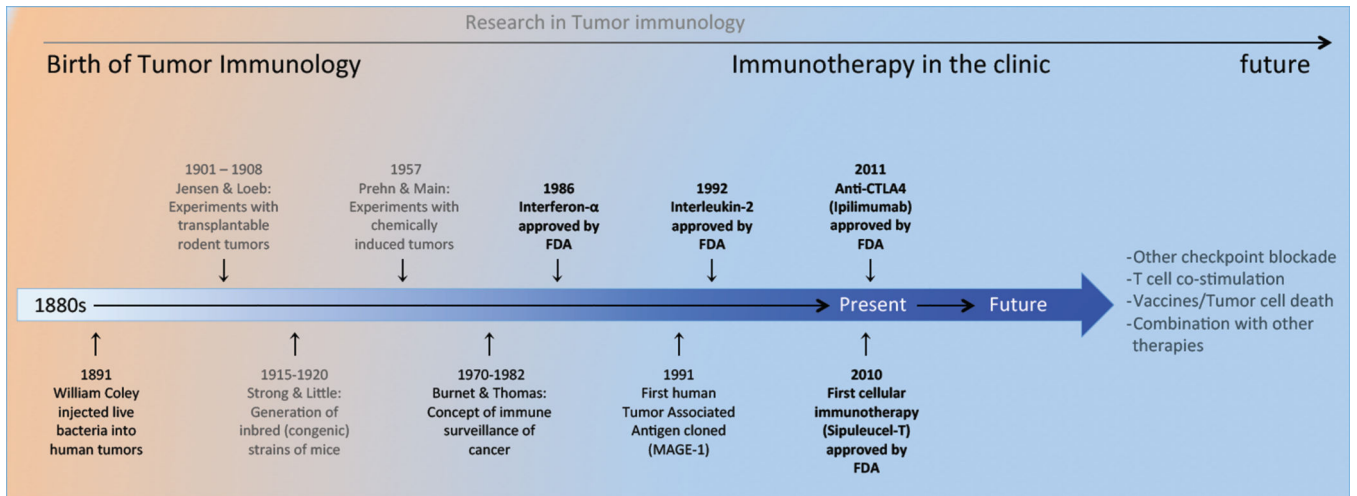 Research in Tumor immunology
Birth of Tumor Immunology
Immunotherapy in the clinic
future
1901 – 1908
Jensen & Loeb:
Experiments with
transplantable
rodent tumors
1957
Prehn & Main:
Experiments with
chemically
induced tumors
1986
Interferon-α
approved by
FDA
1992
Interleukin-2
approved by
FDA
2011
Anti-CTLA4
(Ipilimumab)
approved by
FDA
1880s
Present
Future
-Other checkpoint blockade
-T cell co-stimulation
-Vaccines/Tumor cell death
-Combination with other
therapies
1891
William Coley
injected live
bacteria into
human tumors
1915-1920
Strong & Little:
Generation of
inbred (congenic)
strains of mice
1970-1982
Burnet & Thomas:
Concept of immune
surveillance of
cancer
1991
First human
Tumor Associated
Antigen cloned
(MAGE-1)
2010
First cellular
immunotherapy
(Sipuleucel-T)
approved by
FDA